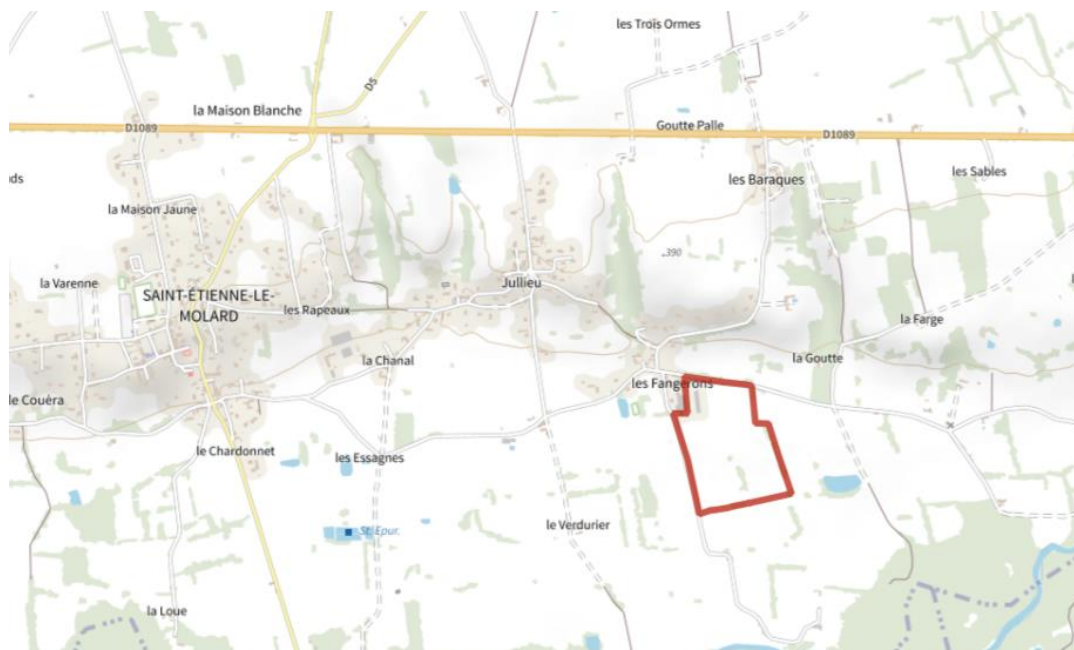 les Trois Ormes
D5
la Maison Blanche
D1089
Goutte Palle
D1089
ds
les Baraques
les Sables
la Maison Jaune
.390
la Varenne
Jullieu
SAINT-ÉTIENNE-LE-
MOLARD
les Rapeaux
la Farge
la Chanal
la Goutte
les Fangerons
le Couéra
le Chardonnet
les Essagnes
le Verdurier
St. Epur.
la Loue